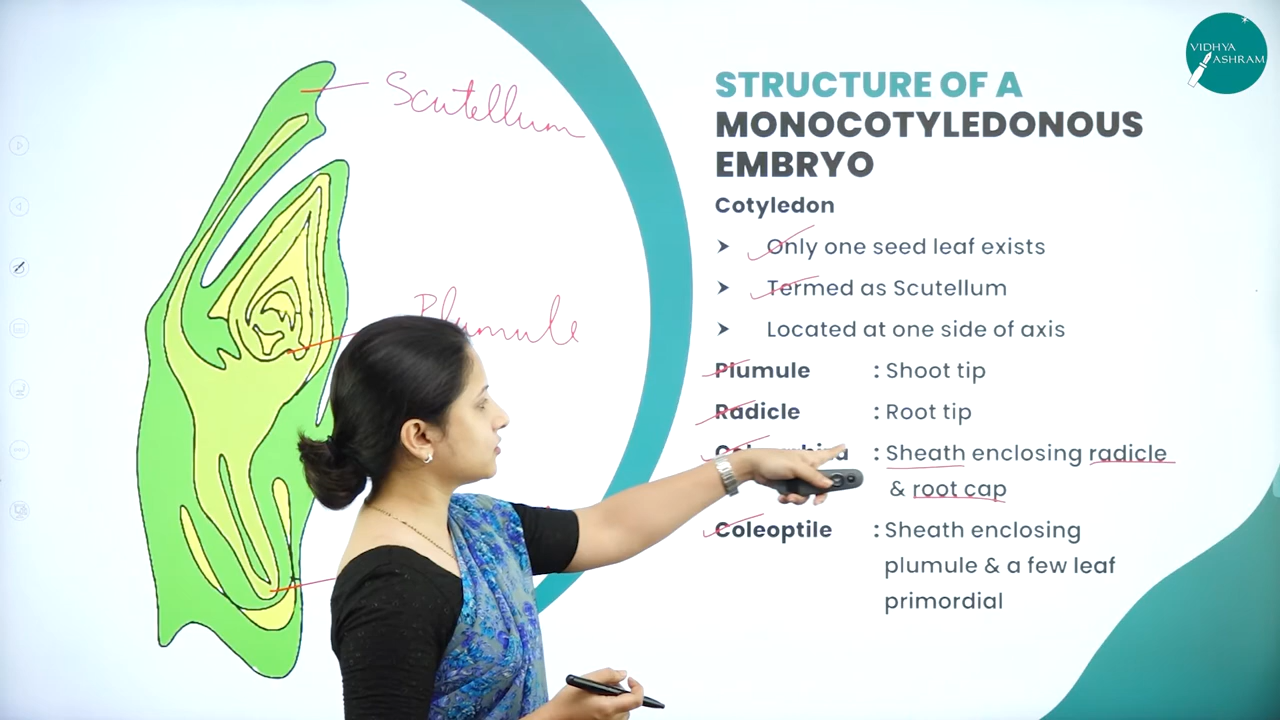 VIDHYA
ASHRAM
Scutellum
STRUCTURE OF A
MONOCOTYLEDONOUS
EMBRYO
Cotyledon
Only one seed leaf exists
Termed as Scutellum
Located at one side of axis
Plumule
Plumule : Shoot tip
Radicle : Root tip
: Sheath enclosing radicle
& root cap
Coleoptile : Sheath enclosing
plumule & a few leaf
primordial